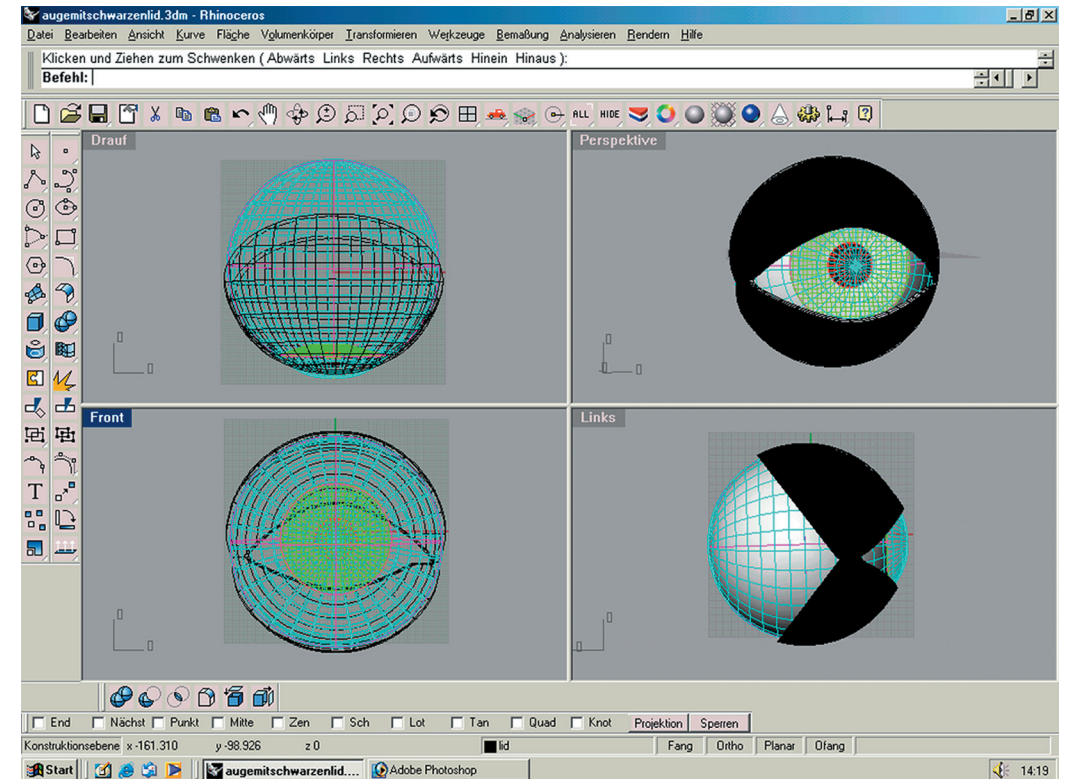 augemitschwarzenlid.3dm - Rhinoceros
Datei Bearbeiten Ansicht Kurve Fläche Volumenkörper Transformieren Werkzeuge Bemaßung Analysieren Rendern Hilfe
Klicken und Ziehen zum Schwenken ( Abwärts Links Rechts Aufwärts Hinein Hinaus ):
Befehl:
ALL HIDE
Drauf
Perspektive
Front
Links
T
End Nächst Punkt Mitte Zen Sch Lot Tan Quad Knot Projektion Sperren
Konstruktionsebene x -161.310 y -98.926 z 0 lid Fang Ortho Planar Ofang
Start augemitschwarzenlid.... Adobe Photoshop 14:19